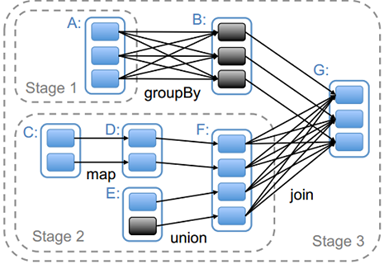 A:
B:
G:
Stage 1
groupBy
C:
D:
F:
map
E:
join
Stage 2
union
Stage 3